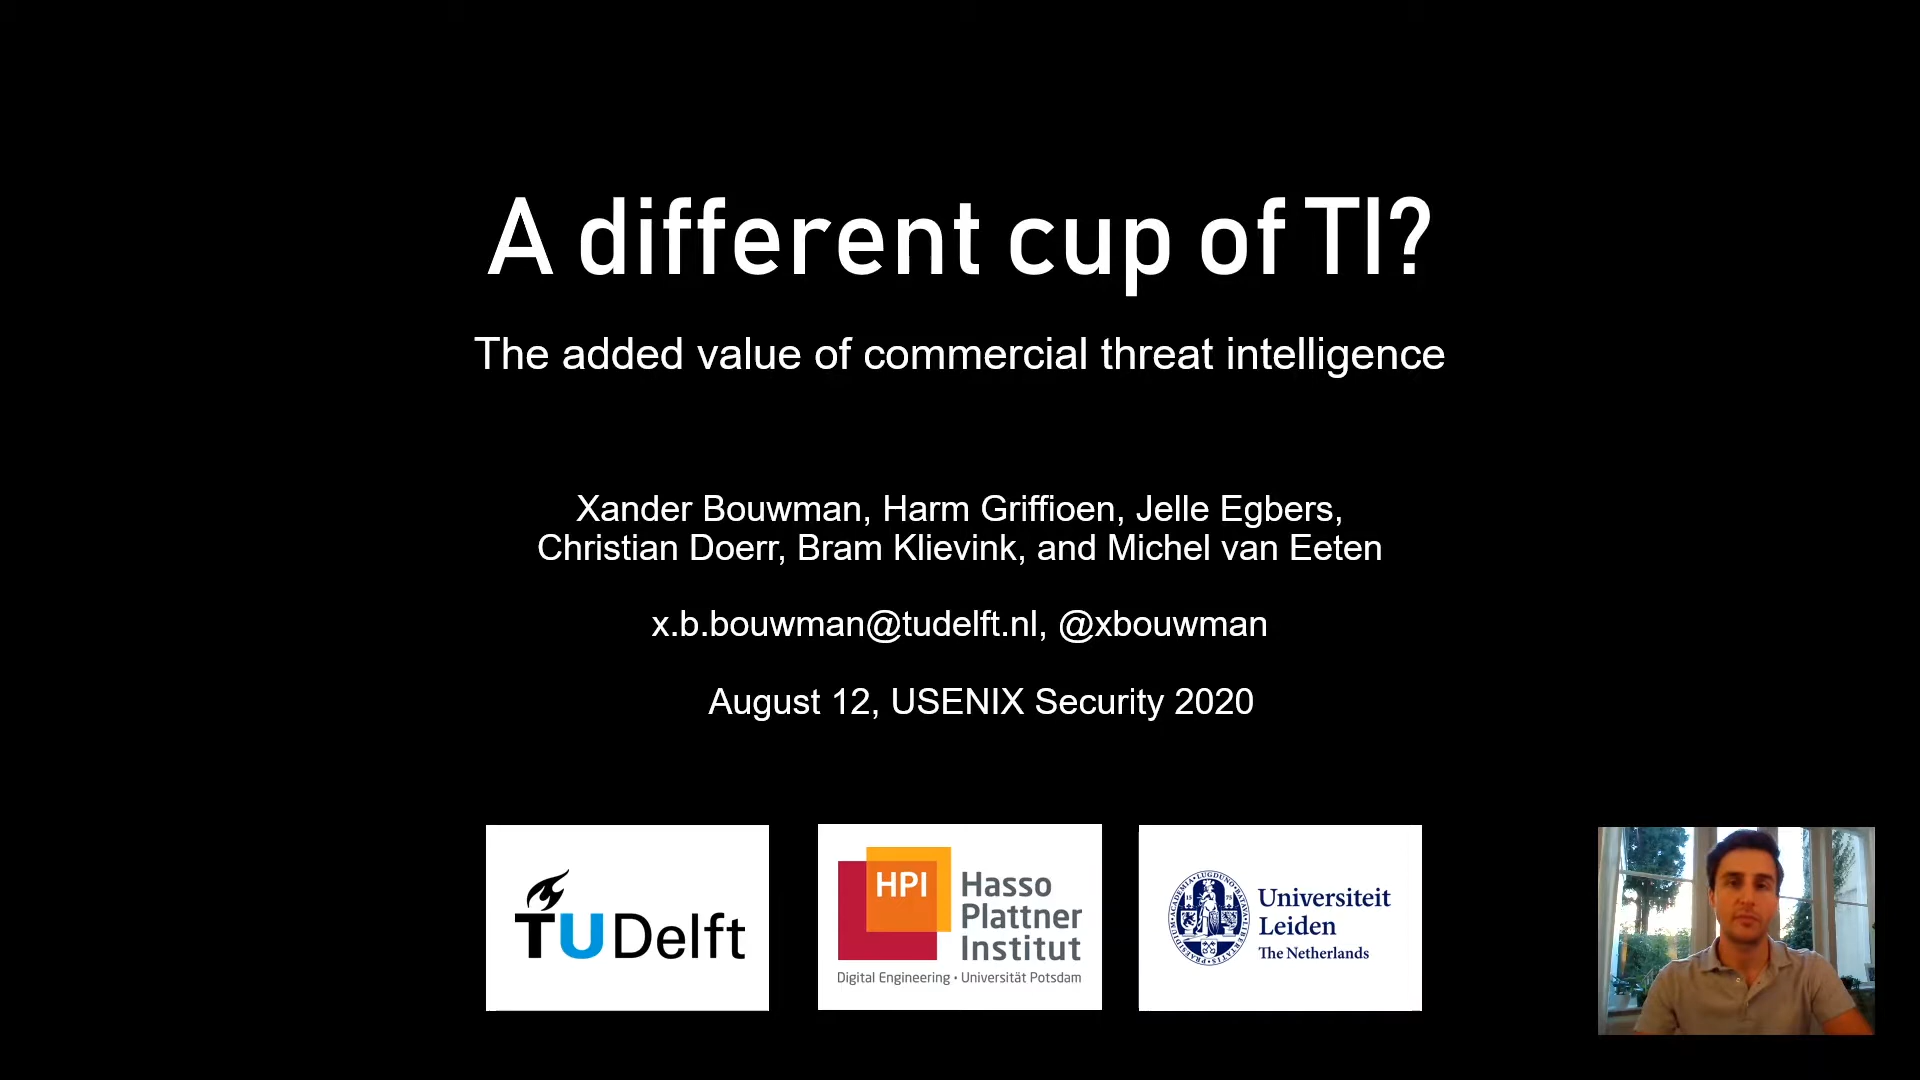 A different cup of TI?
The added value of commercial threat intelligence
Xander Bouwman, Harm Griffioen, Jelle Egbers,
Christian Doerr, Bram Klievink, and Michel van Eeten
x.b.bouwman@tudelft.nl, @xbouwman
August 12, USENIX Security 2020
TU Delft
HPI Hasso
Plattner
Institut
Digital Engineering • Universität Potsdam
Universiteit
Leiden
The Netherlands